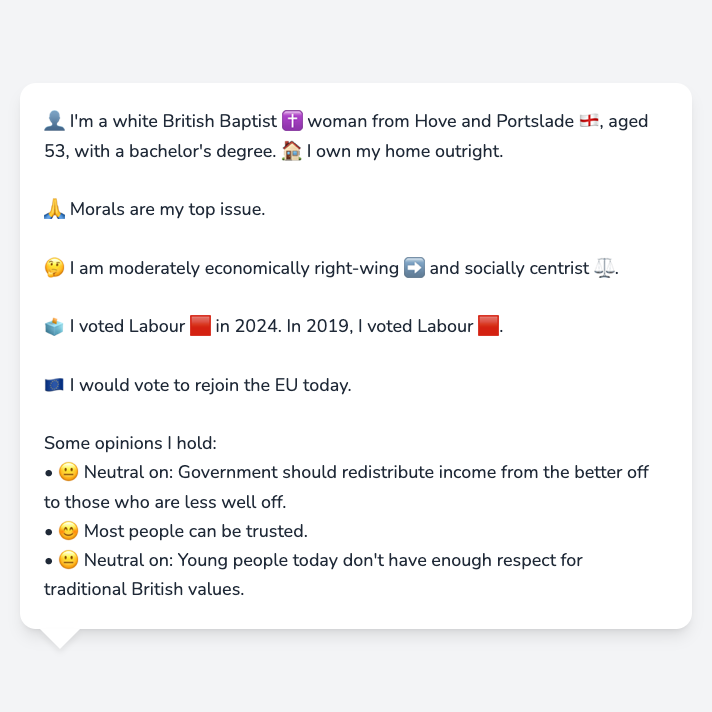 👤 I'm a white British Baptist ✝️ woman from Hove and Portslade 🏴󠁧󠁢󠁥󠁮󠁧󠁿, aged
53, with a bachelor's degree. 🏠 I own my home outright.
🙏 Morals are my top issue.
🤔 I am moderately economically right-wing ➡️ and socially centrist ⚖️.
🗳️ I voted Labour 🟥 in 2024. In 2019, I voted Labour 🟥.
🇪🇺 I would vote to rejoin the EU today.
Some opinions I hold:
• 😐 Neutral on: Government should redistribute income from the better off
to those who are less well off.
• 😊 Most people can be trusted.
• 😐 Neutral on: Young people today don't have enough respect for
traditional British values.